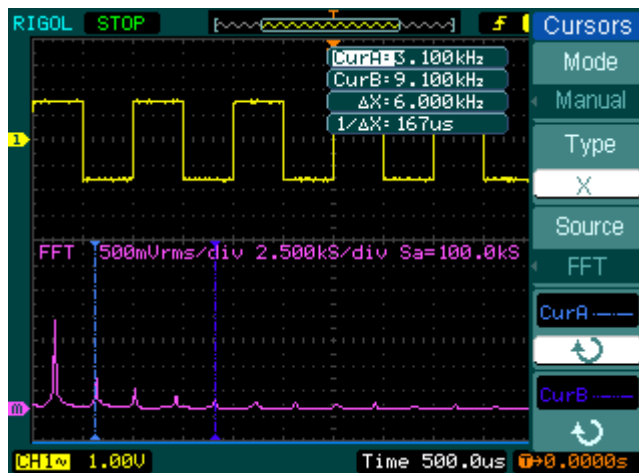 RIGOL STOP
Cursors
CurA=3.100kHz
CurB=9.100kHz
ΔX=6.000kHz
1/ΔX=167us
Mode
Manual
Type
X
Source
FFT
CurA
CurB
1
FFT 500mVrms/div 2.500kS/div Sa=100.0kS
CH1~ 1.00V Time 500.0us T→0.0000s